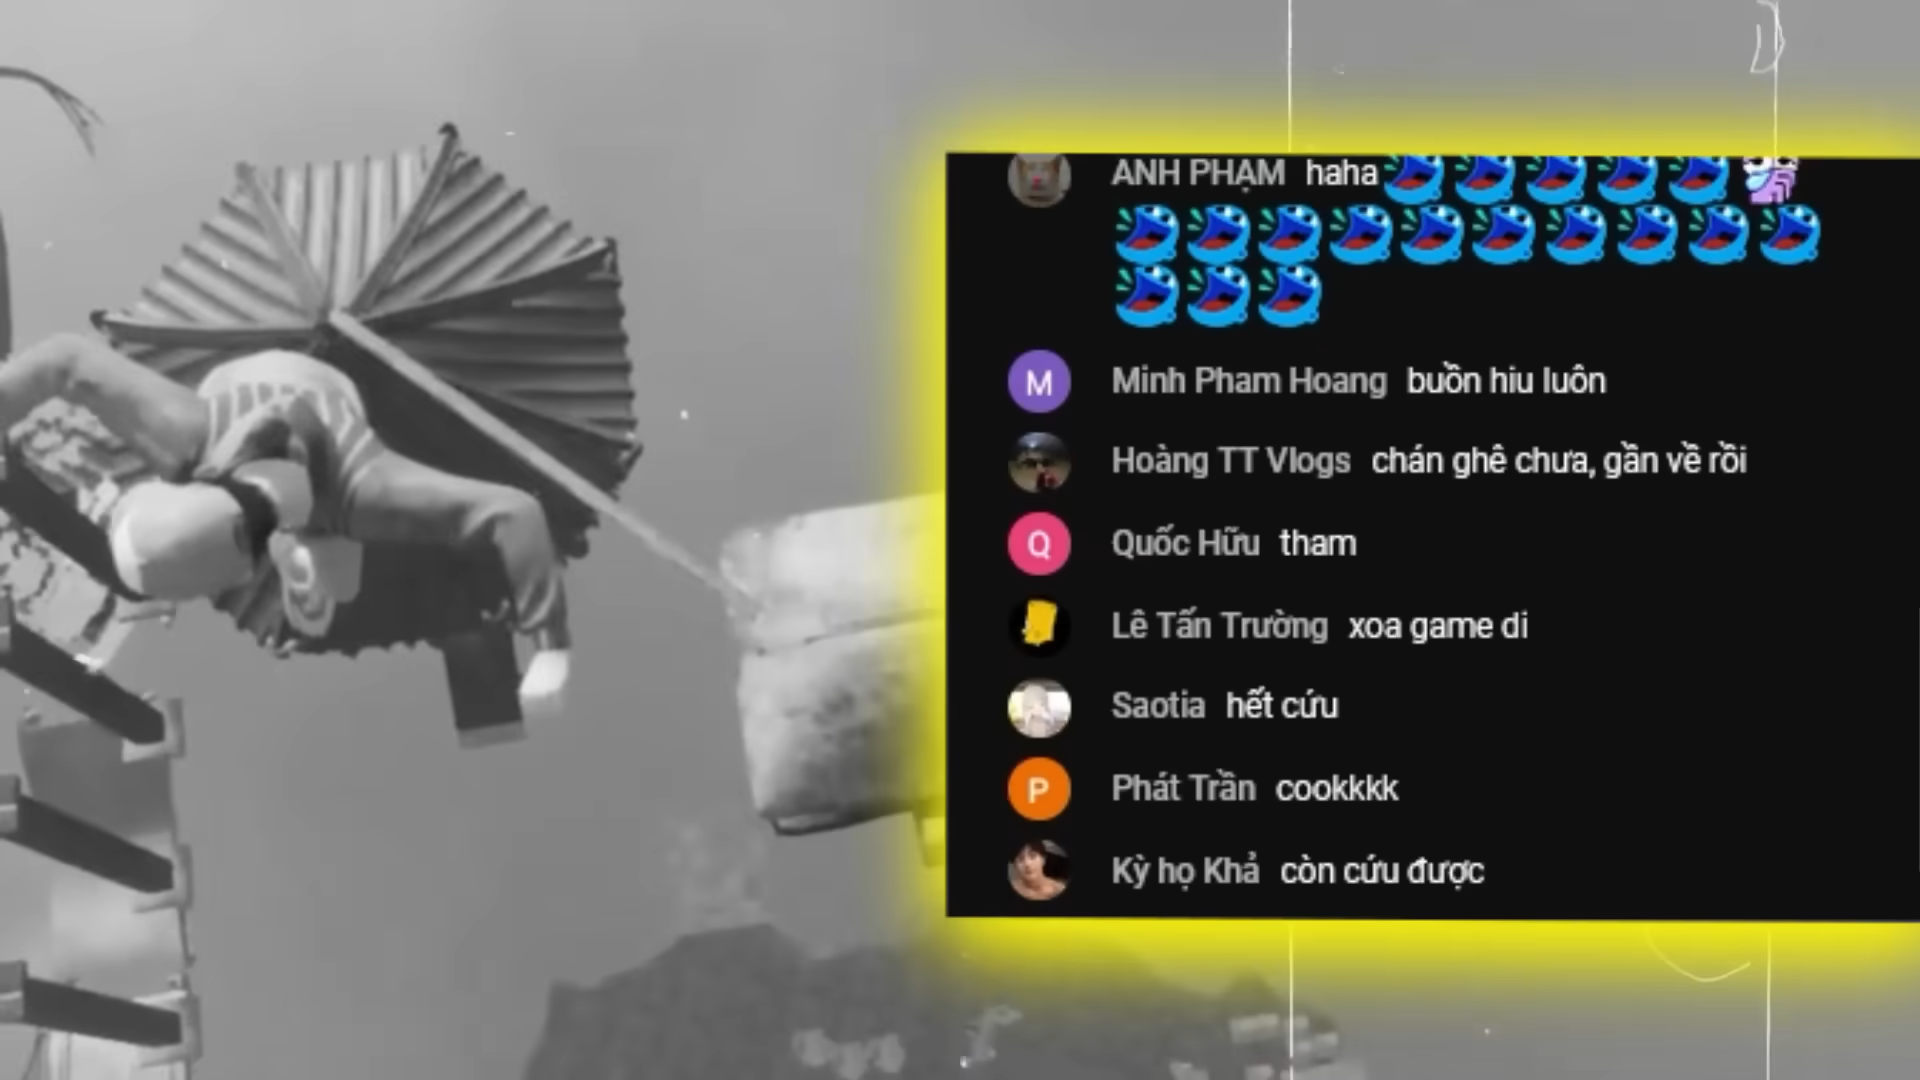 ANH PHẠM haha
M Minh Pham Hoang buồn hiu luôn
Hoàng TT Vlogs chán ghê chưa, gần về rồi
Q Quốc Hữu tham
Lê Tấn Trường xoa game di
Saotia hết cứu
P Phát Trần cookkkk
Kỳ họ Khả còn cứu được